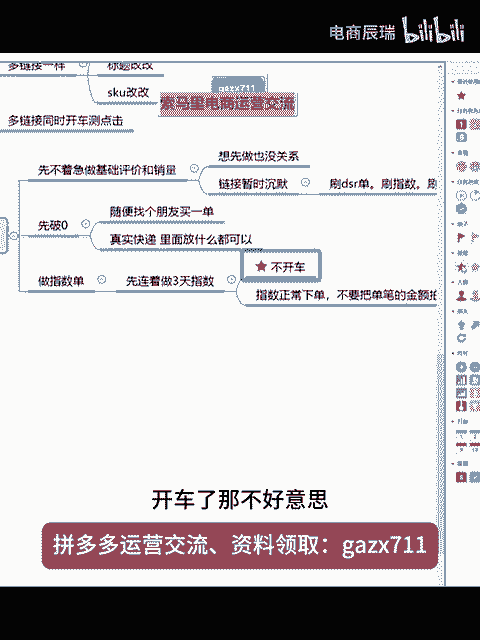 电商辰瑞 bilibili
多链接一样
标题改改
sku改改
gazx711
索马里电商运营交流
多链接同时开车测点击
先不着急做基础评价和销量
想先做也没关系
链接暂时沉默
刷dsr单。刷指数。刷
先破0
随便找个朋友买一单
真实快递 里面放什么都可以
不开车
做指数单
先连着做3天指数
指数正常下单，不要把单笔的金额拍
开车了那不好意思
拼多多运营交流、资料领取：gazx711